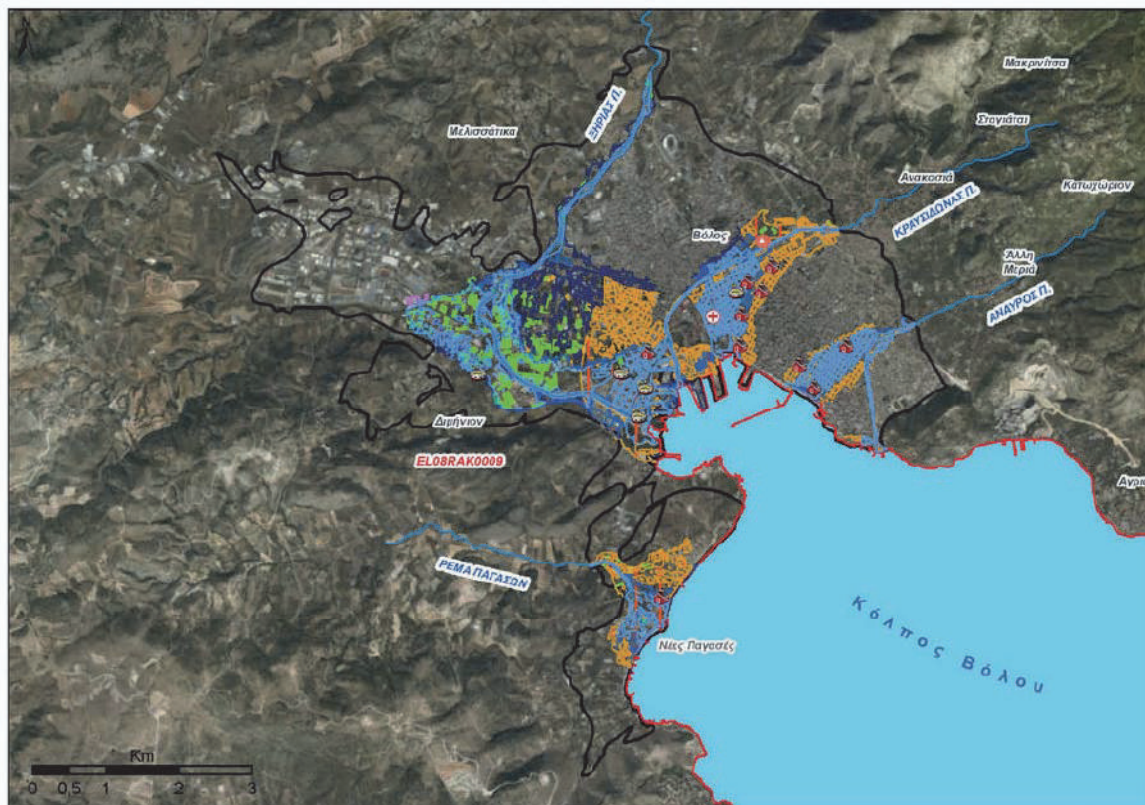 Μακρινίτσα
Σταγιάται
ΞΗΡΙΑΣ Π.
Μελισσάτικα
Ανακασιά
Κατωχώριον
ΚΡΑΥΣΙΔΩΝΑΣ Π.
Βόλος
Άλλη
Μεριά
ΑΝΑΥΡΟΣ Π.
Διμήνιον
EL08RAK0009
Αγρι
ΡΕΜΑ ΠΑΓΑΣΩΝ
Κόλπος Βόλου
Νέες Παγασές
Km
0 0,5 1 2 3